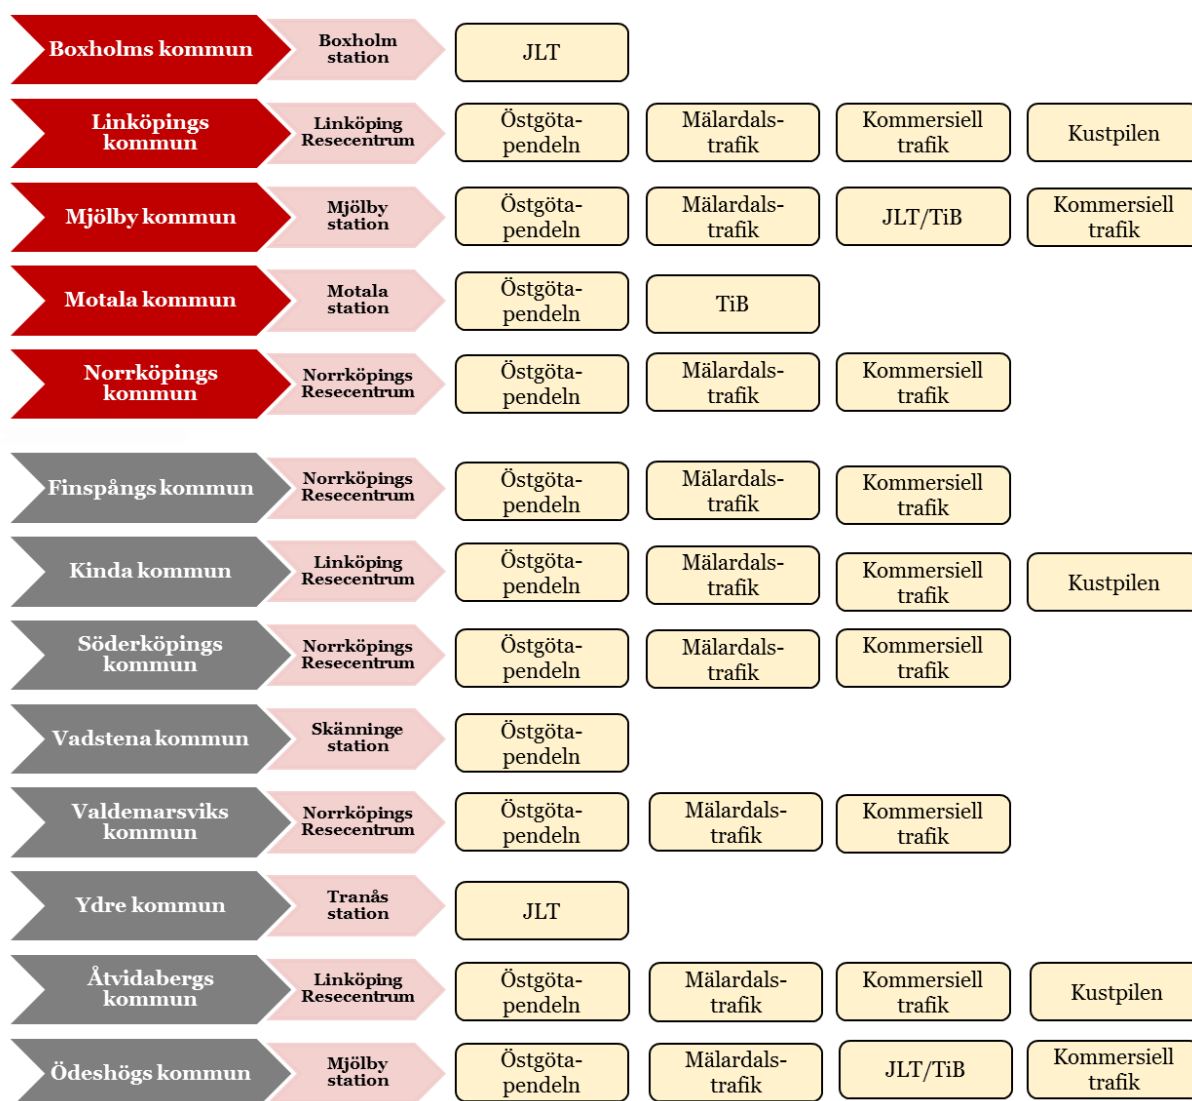 Boxholms kommun
Boxholm
station
JLT
Linköpings
kommun
Linköping
Resecentrum
Östgöta-
pendeln
Mälardals-
trafik
Kommersiell
trafik
Kustpilen
Mjölby kommun
Mjölby
station
Östgöta-
pendeln
Mälardals-
trafik
JLT/TiB
Kommersiell
trafik
Motala kommun
Motala
station
Östgöta-
pendeln
TiB
Norrköpings
kommun
Norrköpings
Resecentrum
Östgöta-
pendeln
Mälardals-
trafik
Kommersiell
trafik
Finspångs kommun
Norrköpings
Resecentrum
Östgöta-
pendeln
Mälardals-
trafik
Kommersiell
trafik
Kinda kommun
Linköping
Resecentrum
Östgöta-
pendeln
Mälardals-
trafik
Kommersiell
trafik
Kustpilen
Söderköpings
kommun
Norrköpings
Resecentrum
Östgöta-
pendeln
Mälardals-
trafik
Kommersiell
trafik
Vadstena kommun
Skänninge
station
Östgöta-
pendeln
Valdemarsviks
kommun
Norrköpings
Resecentrum
Östgöta-
pendeln
Mälardals-
trafik
Kommersiell
trafik
Ydre kommun
Tranås
station
JLT
Åtvidabergs
kommun
Linköping
Resecentrum
Östgöta-
pendeln
Mälardals-
trafik
Kommersiell
trafik
Kustpilen
Ödeshögs kommun
Mjölby
station
Östgöta-
pendeln
Mälardals-
trafik
JLT/TiB
Kommersiell
trafik